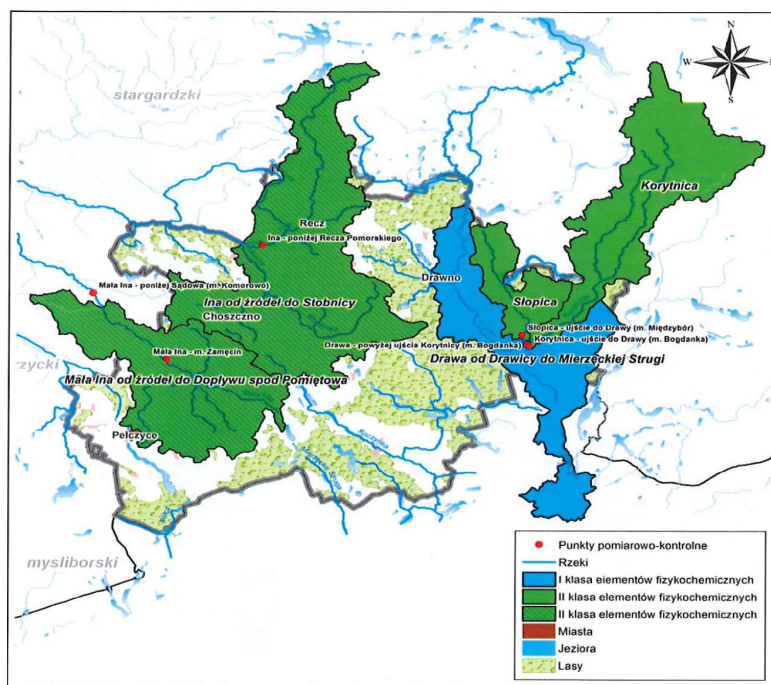 N
W
S
stargardzki
Korytnica
Recz
Ina - poniżej Recza Pomorskiego
Drawno
Mała Ina - poniżej Sądowa (m. Komorowo)
Ina od źródeł do Stobnicy
Słopica
Choszczno
Słopica - ujście do Drawy (m. Międzybór)
Drawa - powyżej ujścia Korytnicy (m. Bogdanka)
Korytnica - ujście do Drawy (m. Bogdanka)
Mała Ina - m. Zamęcin
Drawa od Drawicy do Mierzęckiej Strugi
zycki
Mała Ina od źródeł do Dopływu spod Pomiętowa
Pełczyce
mysliborski
Punkty pomiarowo-kontrolne
Rzeki
I klasa elementów fizykochemicznych
II klasa elementów fizykochemicznych
II klasa elementów fizykochemicznych
Miasta
Jeziora
Lasy